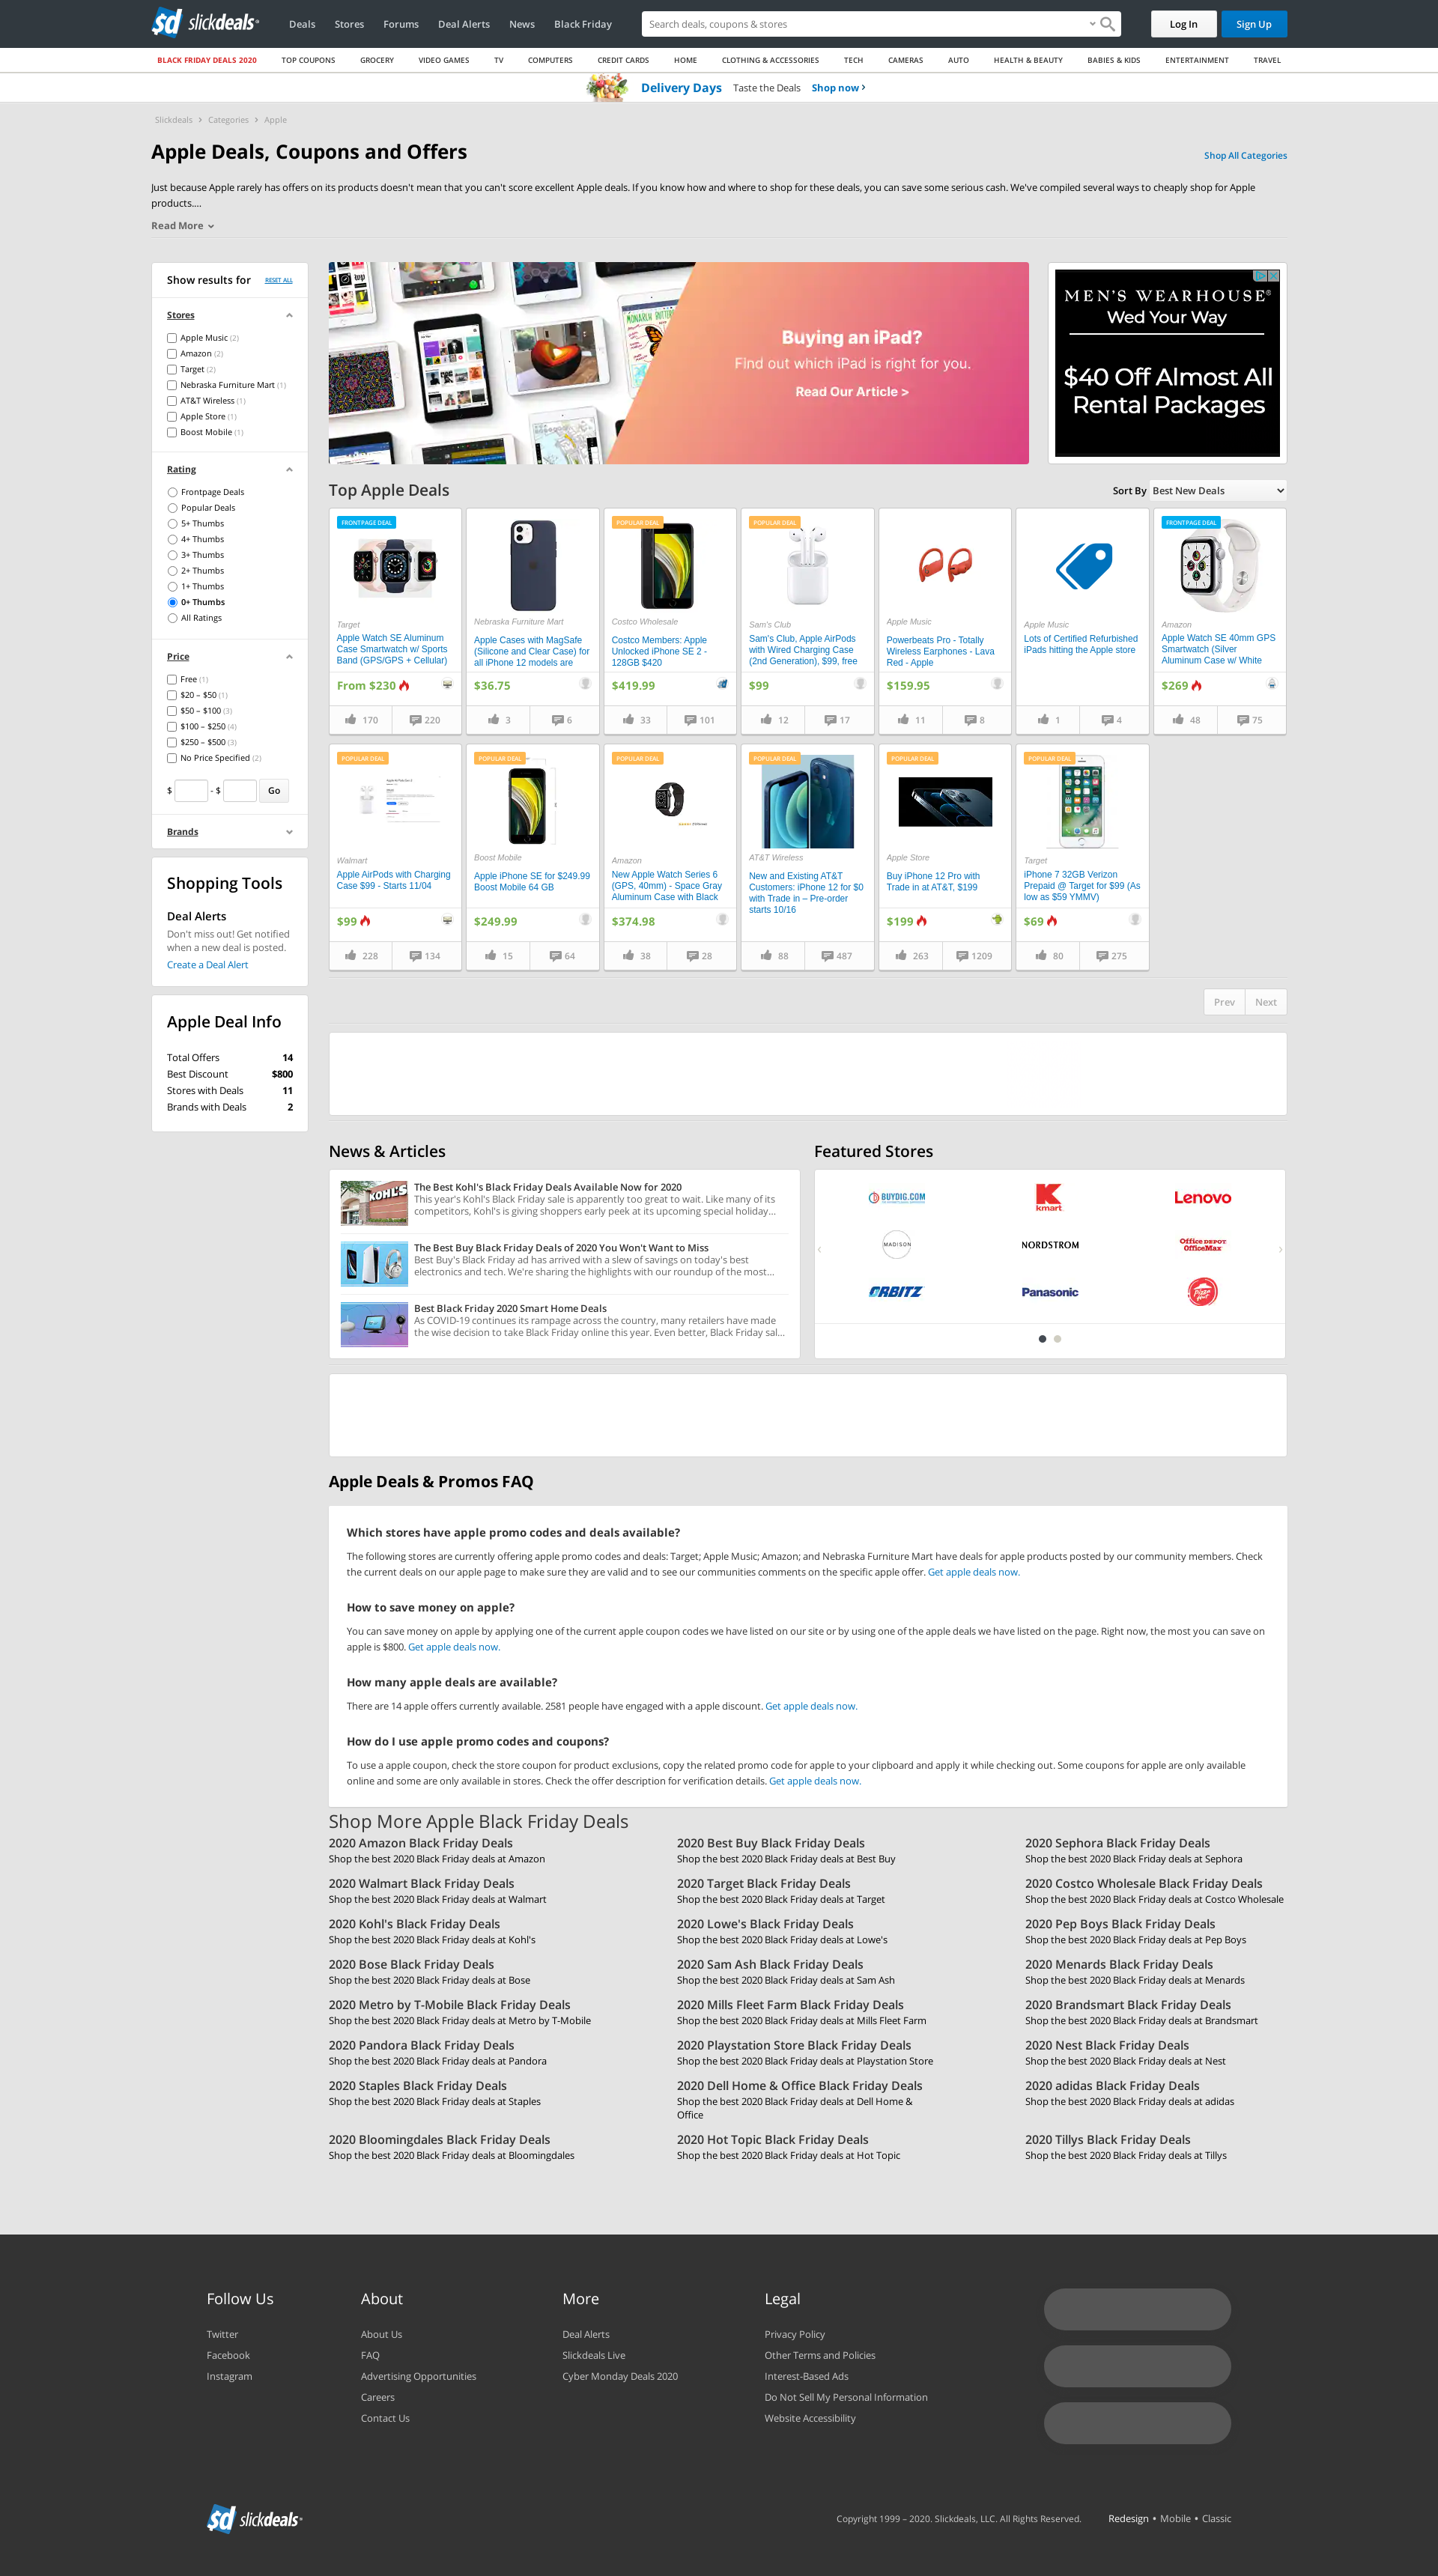 slickdeals
Deals
Stores
Forums
Deal Alerts
News
Black Friday
Search deals, coupons & stores
Log In
Sign Up
BLACK FRIDAY DEALS 2020
TOP COUPONS
GROCERY
VIDEO GAMES
TV
COMPUTERS
CREDIT CARDS
HOME
CLOTHING & ACCESSORIES
TECH
CAMERAS
AUTO
HEALTH & BEAUTY
BABIES & KIDS
ENTERTAINMENT
TRAVEL
Delivery Days Taste the Deals Shop now ›
Slickdeals › Categories › Apple
Apple Deals, Coupons and Offers
Shop All Categories
Just because Apple rarely has offers on its products doesn't mean that you can't score excellent Apple deals. If you know how and where to shop for these deals, you can save some serious cash. We've compiled several ways to cheaply shop for Apple
products....
Read More
Show results for
RESET ALL
Stores
Apple Music (2)
Amazon (2)
Target (2)
Nebraska Furniture Mart (1)
AT&T Wireless (1)
Apple Store (1)
Boost Mobile (1)
Rating
Frontpage Deals
Popular Deals
5+ Thumbs
4+ Thumbs
3+ Thumbs
2+ Thumbs
1+ Thumbs
0+ Thumbs
All Ratings
Price
Free (1)
$20 – $50 (1)
$50 – $100 (3)
$100 – $250 (4)
$250 – $500 (3)
No Price Specified (2)
$ - $ Go
Brands
Shopping Tools
Deal Alerts
Don't miss out! Get notified
when a new deal is posted.
Create a Deal Alert
Apple Deal Info
Total Offers 14
Best Discount $800
Stores with Deals 11
Brands with Deals 2
Buying an iPad?
Find out which iPad is right for you.
Read Our Article >
MEN'S WEARHOUSE®
Wed Your Way
$40 Off Almost All
Rental Packages
Top Apple Deals
Sort By Best New Deals
FRONTPAGE DEAL
Target
Apple Watch SE Aluminum
Case Smartwatch w/ Sports
Band (GPS/GPS + Cellular)
From $230
170 220
Nebraska Furniture Mart
Apple Cases with MagSafe
(Silicone and Clear Case) for
all iPhone 12 models are
$36.75
3 6
POPULAR DEAL
Costco Wholesale
Costco Members: Apple
Unlocked iPhone SE 2 -
128GB $420
$419.99
33 101
POPULAR DEAL
Sam's Club
Sam's Club, Apple AirPods
with Wired Charging Case
(2nd Generation), $99, free
$99
12 17
Apple Music
Powerbeats Pro - Totally
Wireless Earphones - Lava
Red - Apple
$159.95
11 8
Apple Music
Lots of Certified Refurbished
iPads hitting the Apple store
1 4
FRONTPAGE DEAL
Amazon
Apple Watch SE 40mm GPS
Smartwatch (Silver
Aluminum Case w/ White
$269
48 75
POPULAR DEAL
Walmart
Apple AirPods with Charging
Case $99 - Starts 11/04
$99
228 134
POPULAR DEAL
Boost Mobile
Apple iPhone SE for $249.99
Boost Mobile 64 GB
$249.99
15 64
POPULAR DEAL
Amazon
New Apple Watch Series 6
(GPS, 40mm) - Space Gray
Aluminum Case with Black
$374.98
38 28
POPULAR DEAL
AT&T Wireless
New and Existing AT&T
Customers: iPhone 12 for $0
with Trade in – Pre-order
starts 10/16
88 487
POPULAR DEAL
Apple Store
Buy iPhone 12 Pro with
Trade in at AT&T, $199
$199
263 1209
POPULAR DEAL
Target
iPhone 7 32GB Verizon
Prepaid @ Target for $99 (As
low as $59 YMMV)
$69
80 275
Prev Next
News & Articles
KOHL'S
The Best Kohl's Black Friday Deals Available Now for 2020
This year's Kohl's Black Friday sale is apparently too great to wait. Like many of its
competitors, Kohl's is giving shoppers early peek at its upcoming special holiday...
The Best Buy Black Friday Deals of 2020 You Won't Want to Miss
Best Buy's Black Friday ad has arrived with a slew of savings on today's best
electronics and tech. We're sharing the highlights with our roundup of the most...
Best Black Friday 2020 Smart Home Deals
As COVID-19 continues its rampage across the country, many retailers have made
the wise decision to take Black Friday online this year. Even better, Black Friday sal...
Featured Stores
BUYDIG.COM
kmart
Lenovo
MADISON
NORDSTROM
Office DEPOT
OfficeMax
ORBITZ
Panasonic
Pizza Hut
Apple Deals & Promos FAQ
Which stores have apple promo codes and deals available?
The following stores are currently offering apple promo codes and deals: Target; Apple Music; Amazon; and Nebraska Furniture Mart have deals for apple products posted by our community members. Check
the current deals on our apple page to make sure they are valid and to see our communities comments on the specific apple offer. Get apple deals now.
How to save money on apple?
You can save money on apple by applying one of the current apple coupon codes we have listed on our site or by using one of the apple deals we have listed on the page. Right now, the most you can save on
apple is $800. Get apple deals now.
How many apple deals are available?
There are 14 apple offers currently available. 2581 people have engaged with a apple discount. Get apple deals now.
How do I use apple promo codes and coupons?
To use a apple coupon, check the store coupon for product exclusions, copy the related promo code for apple to your clipboard and apply it while checking out. Some coupons for apple are only available
online and some are only available in stores. Check the offer description for verification details. Get apple deals now.
Shop More Apple Black Friday Deals
2020 Amazon Black Friday Deals
Shop the best 2020 Black Friday deals at Amazon
2020 Best Buy Black Friday Deals
Shop the best 2020 Black Friday deals at Best Buy
2020 Sephora Black Friday Deals
Shop the best 2020 Black Friday deals at Sephora
2020 Walmart Black Friday Deals
Shop the best 2020 Black Friday deals at Walmart
2020 Target Black Friday Deals
Shop the best 2020 Black Friday deals at Target
2020 Costco Wholesale Black Friday Deals
Shop the best 2020 Black Friday deals at Costco Wholesale
2020 Kohl's Black Friday Deals
Shop the best 2020 Black Friday deals at Kohl's
2020 Lowe's Black Friday Deals
Shop the best 2020 Black Friday deals at Lowe's
2020 Pep Boys Black Friday Deals
Shop the best 2020 Black Friday deals at Pep Boys
2020 Bose Black Friday Deals
Shop the best 2020 Black Friday deals at Bose
2020 Sam Ash Black Friday Deals
Shop the best 2020 Black Friday deals at Sam Ash
2020 Menards Black Friday Deals
Shop the best 2020 Black Friday deals at Menards
2020 Metro by T-Mobile Black Friday Deals
Shop the best 2020 Black Friday deals at Metro by T-Mobile
2020 Mills Fleet Farm Black Friday Deals
Shop the best 2020 Black Friday deals at Mills Fleet Farm
2020 Brandsmart Black Friday Deals
Shop the best 2020 Black Friday deals at Brandsmart
2020 Pandora Black Friday Deals
Shop the best 2020 Black Friday deals at Pandora
2020 Playstation Store Black Friday Deals
Shop the best 2020 Black Friday deals at Playstation Store
2020 Nest Black Friday Deals
Shop the best 2020 Black Friday deals at Nest
2020 Staples Black Friday Deals
Shop the best 2020 Black Friday deals at Staples
2020 Dell Home & Office Black Friday Deals
Shop the best 2020 Black Friday deals at Dell Home &
Office
2020 adidas Black Friday Deals
Shop the best 2020 Black Friday deals at adidas
2020 Bloomingdales Black Friday Deals
Shop the best 2020 Black Friday deals at Bloomingdales
2020 Hot Topic Black Friday Deals
Shop the best 2020 Black Friday deals at Hot Topic
2020 Tillys Black Friday Deals
Shop the best 2020 Black Friday deals at Tillys
Follow Us
Twitter
Facebook
Instagram
About
About Us
FAQ
Advertising Opportunities
Careers
Contact Us
More
Deal Alerts
Slickdeals Live
Cyber Monday Deals 2020
Legal
Privacy Policy
Other Terms and Policies
Interest-Based Ads
Do Not Sell My Personal Information
Website Accessibility
slickdeals
Copyright 1999 – 2020. Slickdeals, LLC. All Rights Reserved.
Redesign • Mobile • Classic